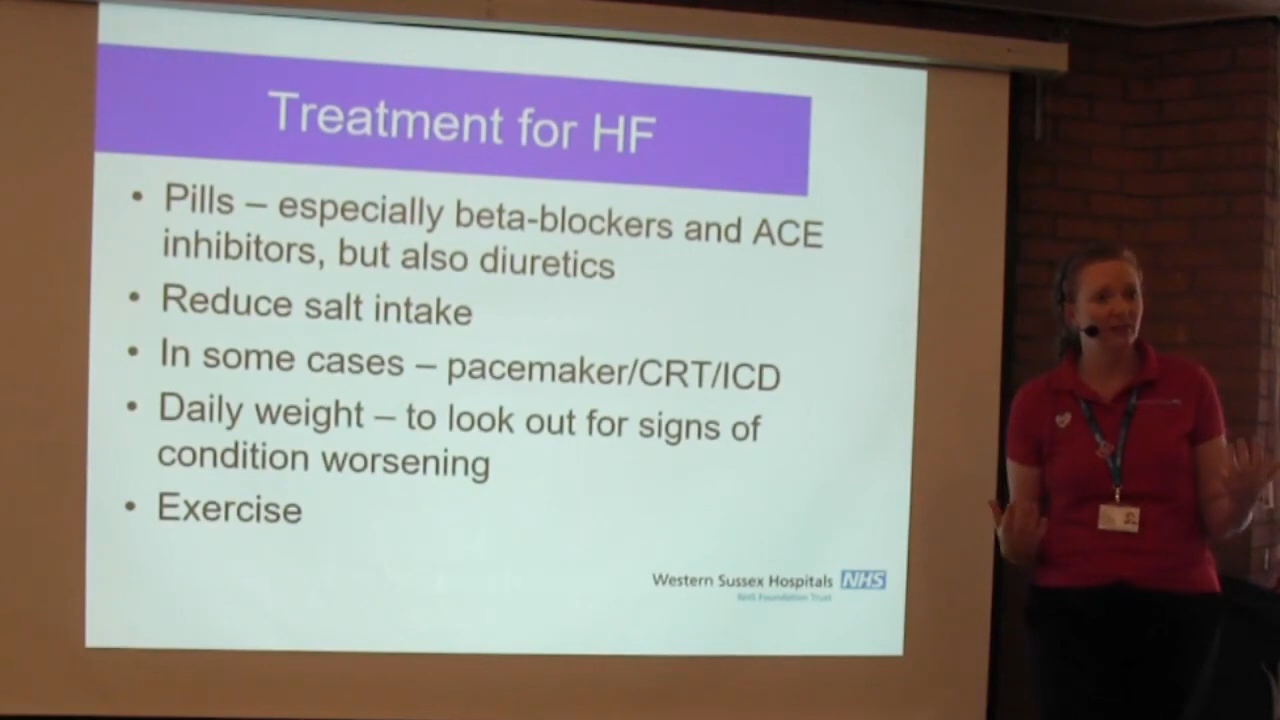 Treatment for HF
• Pills – especially beta-blockers and ACE
inhibitors, but also diuretics
• Reduce salt intake
• In some cases – pacemaker/CRT/ICD
• Daily weight – to look out for signs of
condition worsening
• Exercise
Western Sussex Hospitals NHS
NHS Foundation Trust